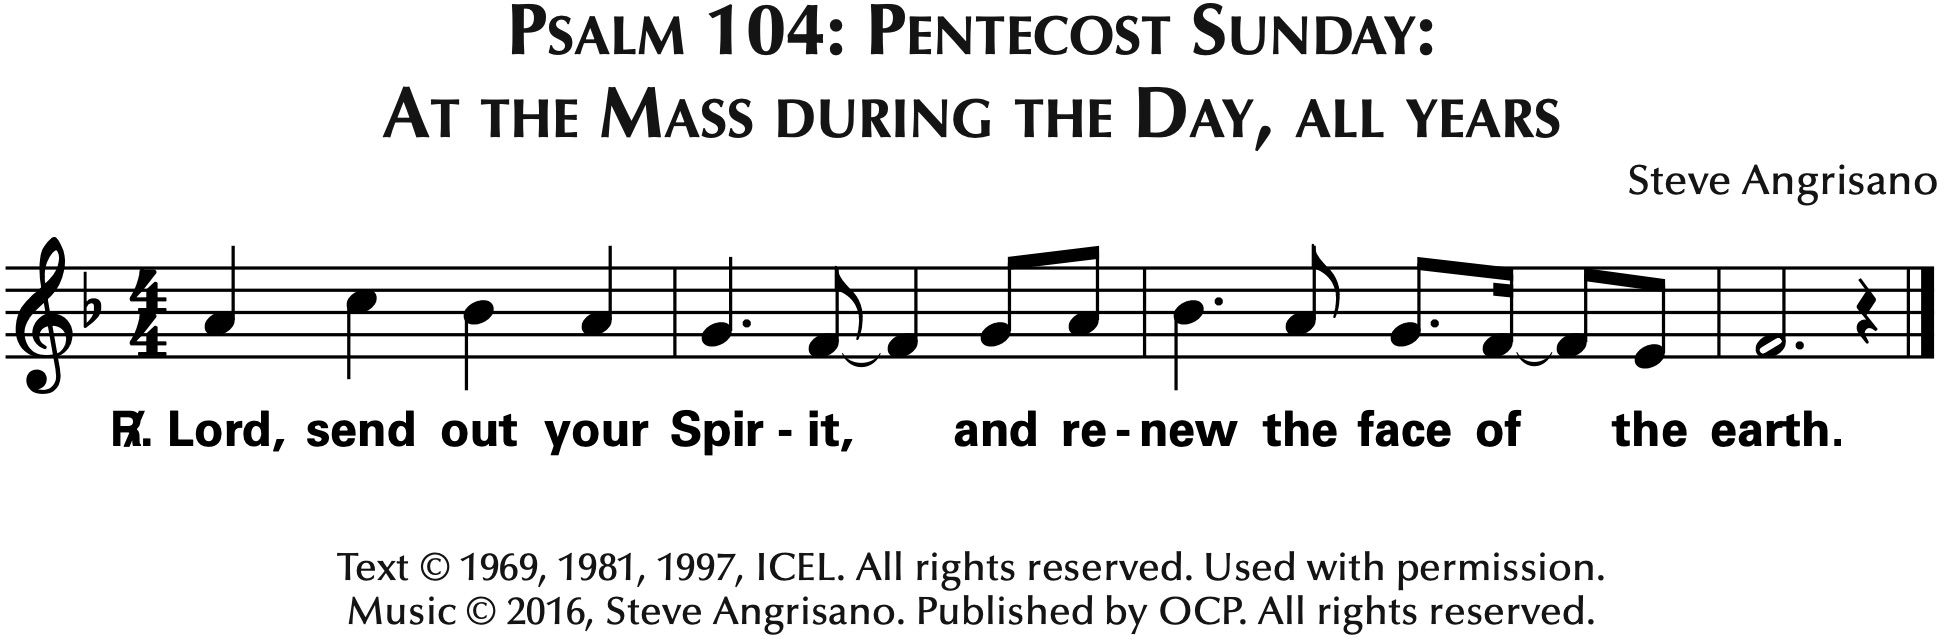 PSALM 104: PENTECOST SUNDAY:
AT THE MASS DURING THE DAY, ALL YEARS
Steve Angrisano
4
4
℟. Lord, send out your Spir - it, and re - new the face of the earth.
Text © 1969, 1981, 1997, ICEL. All rights reserved. Used with permission.
Music © 2016, Steve Angrisano. Published by OCP. All rights reserved.